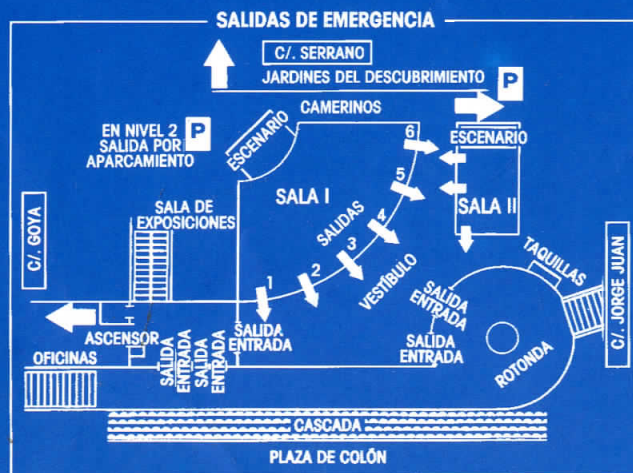 SALIDAS DE EMERGENCIA
C/. SERRANO
JARDINES DEL DESCUBRIMIENTO
P
CAMERINOS
EN NIVEL 2
SALIDA POR
APARCAMIENTO
P
ESCENARIO
6
ESCENARIO
5
SALA I
SALA II
SALIDAS
4
3
2
1
VESTÍBULO
SALA DE
EXPOSICIONES
C/. GOYA
TAQUILLAS
C/. JORGE JUAN
SALIDA
ENTRADA
SALIDA
ENTRADA
SALIDA
ENTRADA
ASCENSOR
SALIDA
ENTRADA
SALIDA
ENTRADA
OFICINAS
ROTONDA
CASCADA
PLAZA DE COLÓN